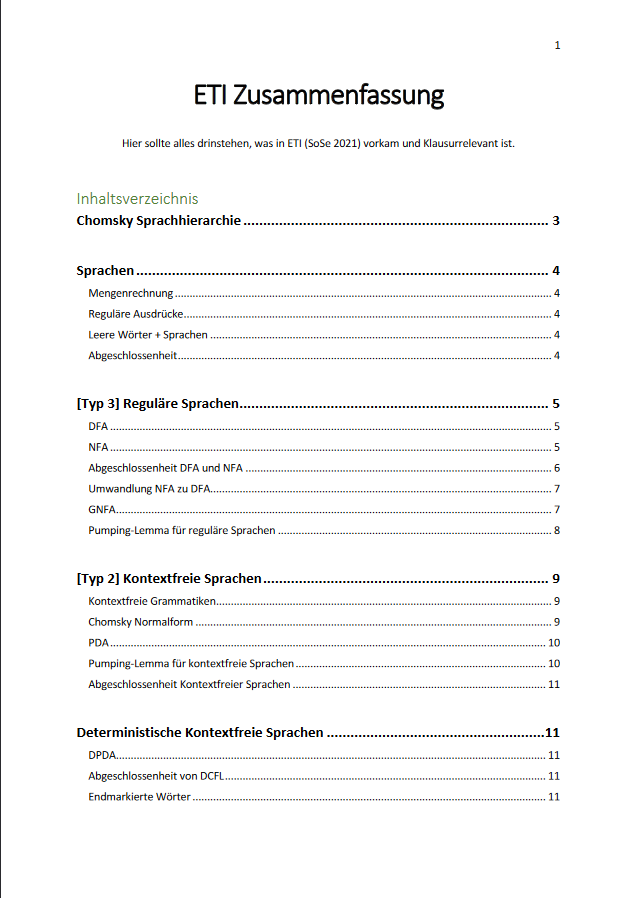 1
ETI Zusammenfassung
Hier sollte alles drinstehen, was in ETI (SoSe 2021) vorkam und Klausurrelevant ist.
Inhaltsverzeichnis
Chomsky Sprachhierarchie ... 3
Sprachen ... 4
Mengenrechnung ... 4
Reguläre Ausdrücke ... 4
Leere Wörter + Sprachen ... 4
Abgeschlossenheit ... 4
[Typ 3] Reguläre Sprachen ... 5
DFA ... 5
NFA ... 5
Abgeschlossenheit DFA und NFA ... 6
Umwandlung NFA zu DFA ... 7
GNFA ... 7
Pumping-Lemma für reguläre Sprachen ... 8
[Typ 2] Kontextfreie Sprachen ... 9
Kontextfreie Grammatiken ... 9
Chomsky Normalform ... 9
PDA ... 10
Pumping-Lemma für kontextfreie Sprachen ... 10
Abgeschlossenheit Kontextfreier Sprachen ... 11
Deterministische Kontextfreie Sprachen ... 11
DPDA ... 11
Abgeschlossenheit von DCFL ... 11
Endmarkierte Wörter ... 11